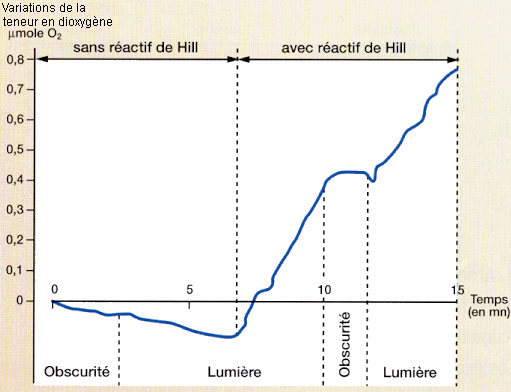 Variations de la
teneur en dioxygène
µmole O₂
sans réactif de Hill
avec réactif de Hill
0,8
0,7
0,6
0,5
0,4
0,3
0,2
0,1
0
0
5
10
15
Temps
(en mn)
Obscurité
Lumière
Obscurité
Lumière